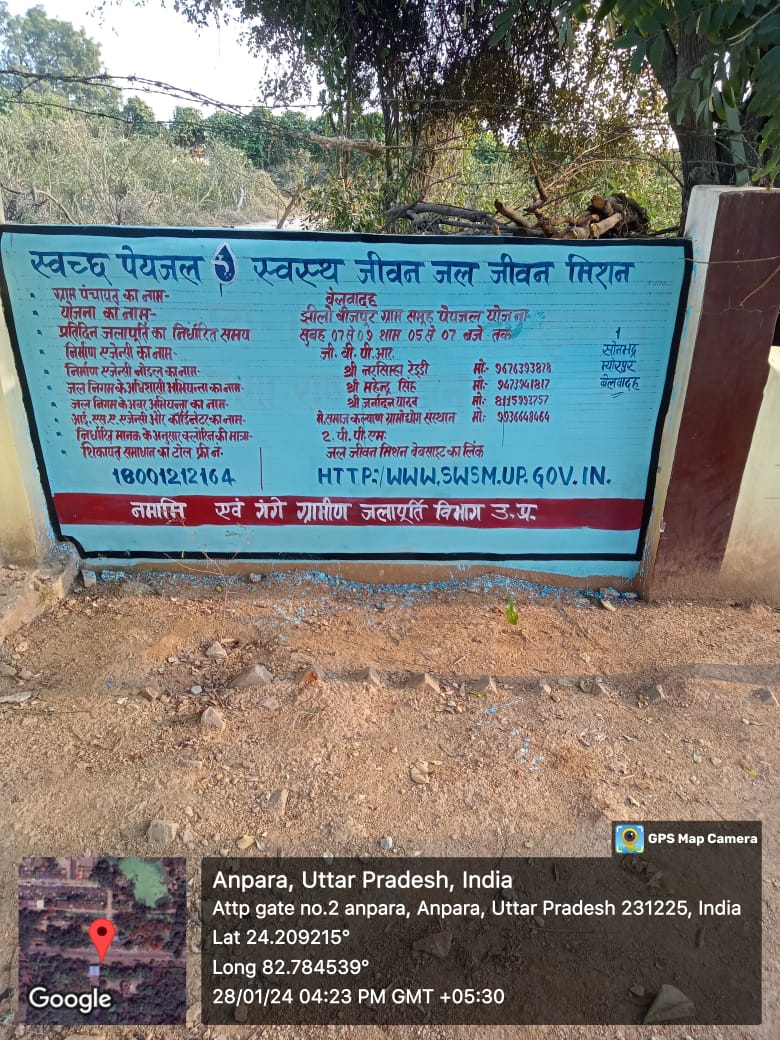 स्वच्छ पेयजल स्वस्थ जीवन जल जीवन मिशन
ग्राम पंचायत का नाम- बेलवादह
योजना का नाम- झीलो बीजपुर ग्राम समूह पेयजल योजना
प्रतिदिन जलापूर्ति का निर्धारित समय सुबह 07 से 09 शाम 05 से 07 बजे तक
निर्माण एजेन्सी का नाम- जी. वी. पी. आर.
निर्माण एजेन्सी नोडल का नाम- श्री नरसिम्हा रेड्डी मो.- 9676393878
जल निगम के अधिशासी अभियन्ता का नाम- श्री महेन्द्र सिंह मो.- 9473941817
जल निगम के अवर अभियन्ता का नाम- श्री जनार्दन यादव मो.- 8115992757
आई. एस. ए. एजेन्सी और कॉर्डिनेटर का नाम- मे. समाज कल्याण ग्रामोद्योग संस्थान मो.: 9936648464
निर्धारित मानक के अनुसार क्लोरिन की मात्रा- 2. पी. पी. एम.
शिकायत समाधान का टोल फ्री नं.- जल जीवन मिशन बेवसाइट का लिंक
18001212164 HTTP:/WWW.SWSM.UP.GOV.IN.
1
सोनभद्र
म्योरपुर
बेलवादह
नमामि एवं गंगे ग्रामीण जलापूर्ति विभाग उ.प्र.
GPS Map Camera
Anpara, Uttar Pradesh, India
Attp gate no.2 anpara, Anpara, Uttar Pradesh 231225, India
Lat 24.209215°
Long 82.784539°
28/01/24 04:23 PM GMT +05:30
Google